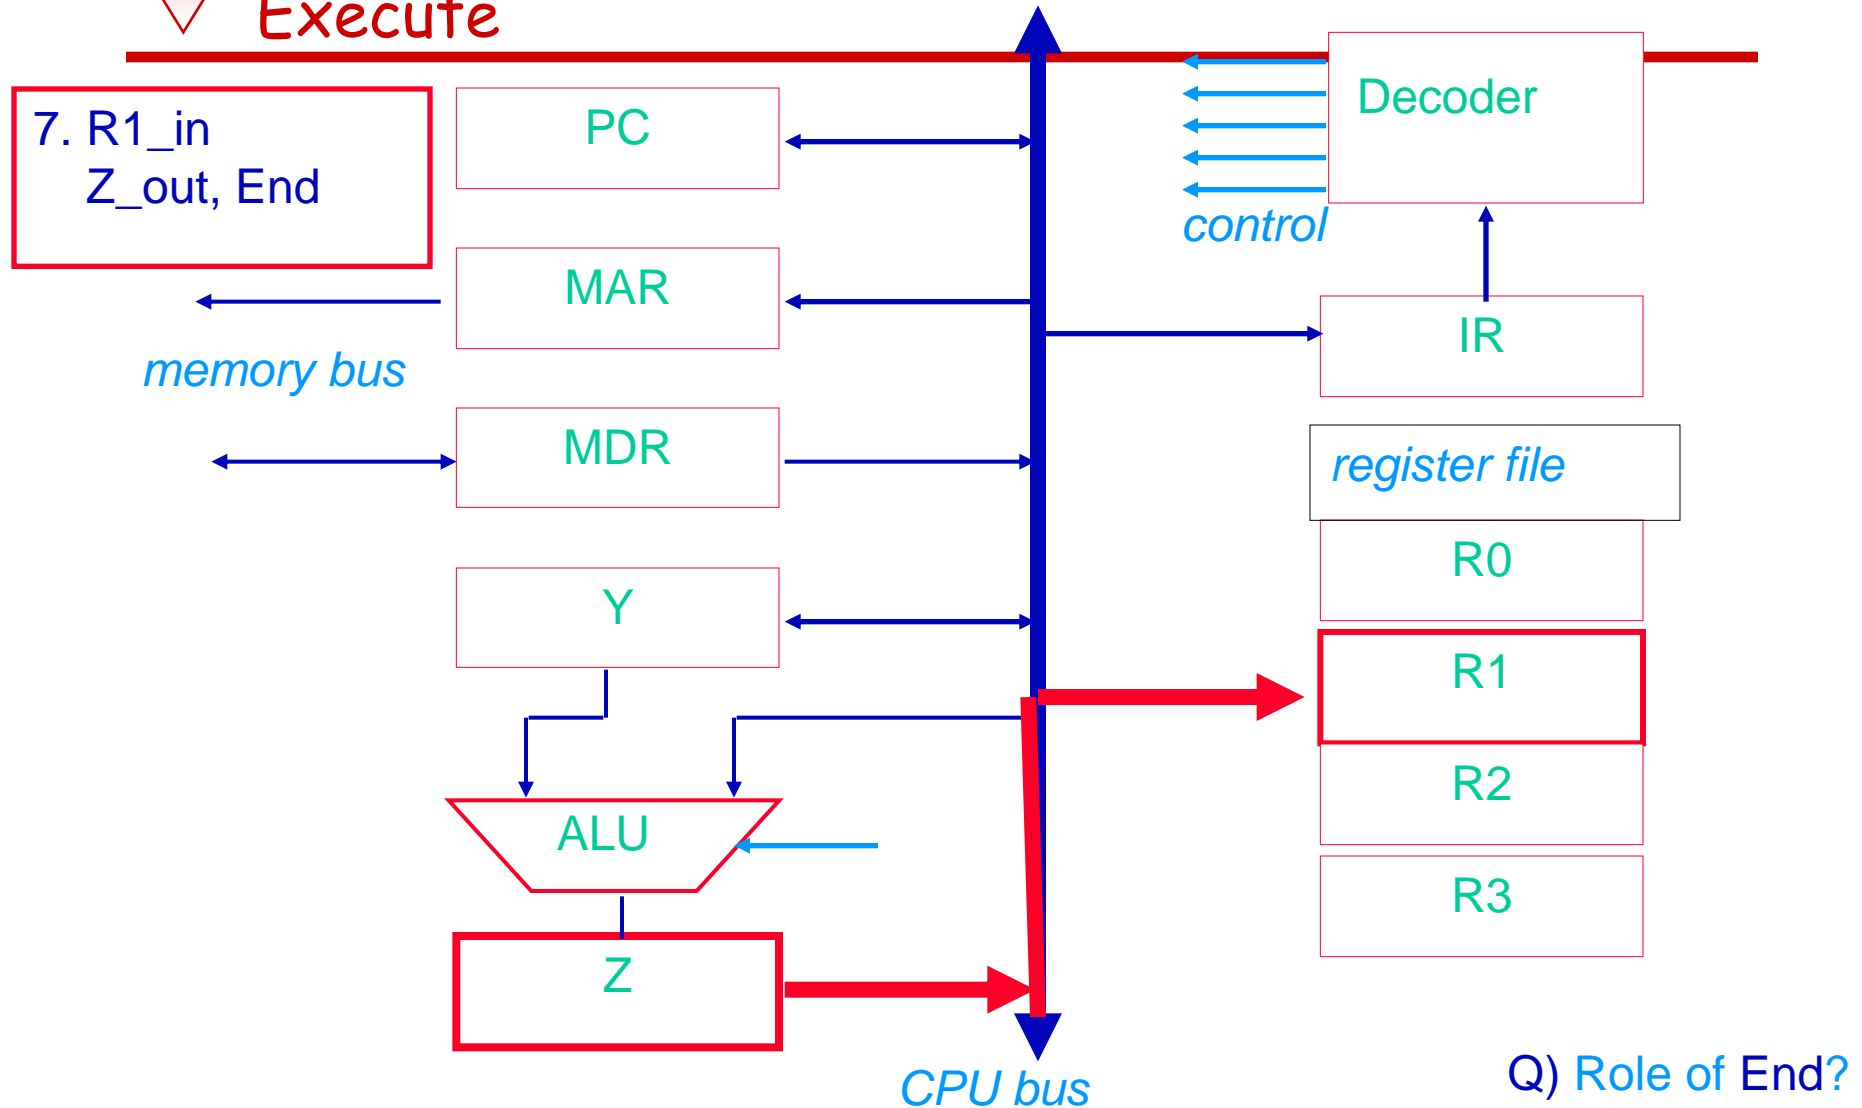 Execute
7. R1_in
Z_out, End
PC
Decoder
control
MAR
IR
memory bus
MDR
register file
R0
Y
R1
R2
ALU
R3
Z
CPU bus
Q) Role of End?